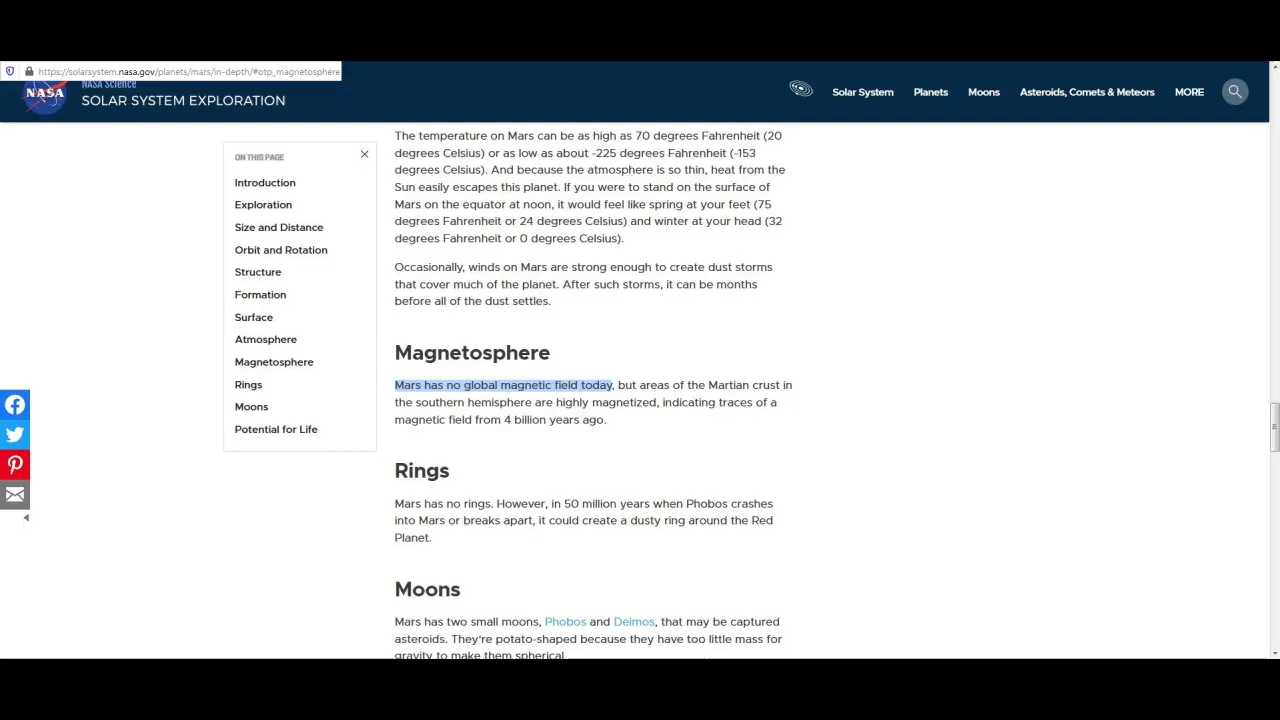 https://solarsystem.nasa.gov/planets/mars/in-depth/#otp_magnetosphere
NASA
NASA Science
SOLAR SYSTEM EXPLORATION
Solar System
Planets
Moons
Asteroids, Comets & Meteors
MORE
ON THIS PAGE
Introduction
Exploration
Size and Distance
Orbit and Rotation
Structure
Formation
Surface
Atmosphere
Magnetosphere
Rings
Moons
Potential for Life
The temperature on Mars can be as high as 70 degrees Fahrenheit (20
degrees Celsius) or as low as about -225 degrees Fahrenheit (-153
degrees Celsius). And because the atmosphere is so thin, heat from the
Sun easily escapes this planet. If you were to stand on the surface of
Mars on the equator at noon, it would feel like spring at your feet (75
degrees Fahrenheit or 24 degrees Celsius) and winter at your head (32
degrees Fahrenheit or 0 degrees Celsius).
Occasionally, winds on Mars are strong enough to create dust storms
that cover much of the planet. After such storms, it can be months
before all of the dust settles.
Magnetosphere
Mars has no global magnetic field today, but areas of the Martian crust in
the southern hemisphere are highly magnetized, indicating traces of a
magnetic field from 4 billion years ago.
Rings
Mars has no rings. However, in 50 million years when Phobos crashes
into Mars or breaks apart, it could create a dusty ring around the Red
Planet.
Moons
Mars has two small moons, Phobos and Deimos, that may be captured
asteroids. They're potato-shaped because they have too little mass for
gravity to make them spherical.